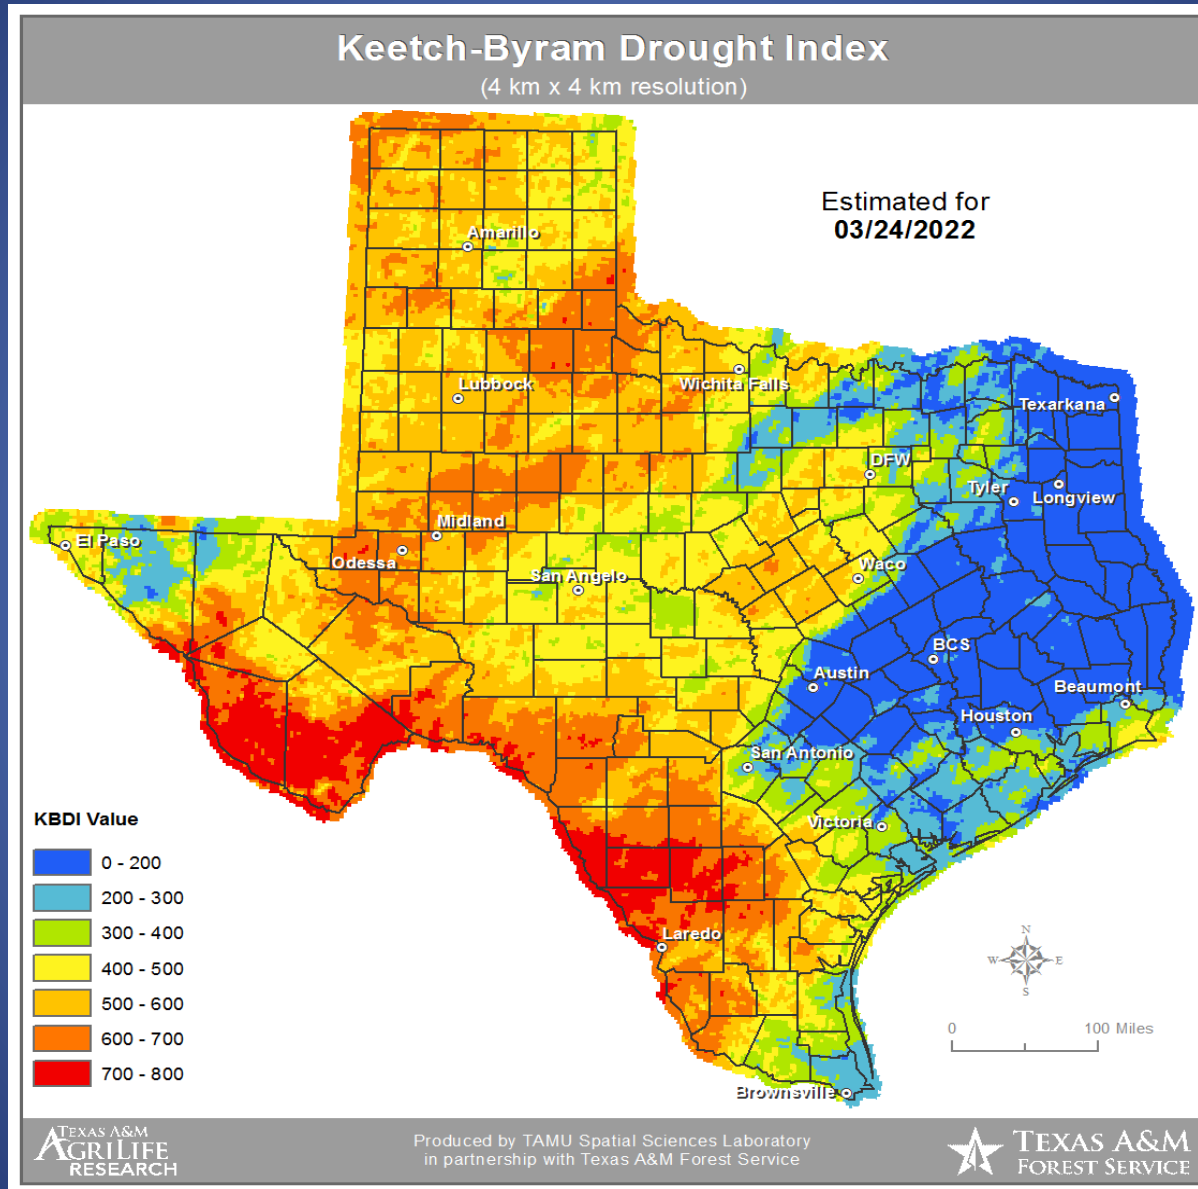 Keetch-Byram Drought Index
(4 km x 4 km resolution)
Estimated for
03/24/2022
Amarillo
Lubbock
Wichita Falls
Texarkana
DFW
Tyler
Longview
Midland
El Paso
Odessa
San Angelo
Waco
BCS
Austin
Beaumont
Houston
San Antonio
Victoria
Laredo
Brownsville
KBDI Value
0 - 200
200 - 300
300 - 400
400 - 500
500 - 600
600 - 700
700 - 800
N
W E
S
0 100 Miles
TEXAS A&M
AGRILIFE
RESEARCH
Produced by TAMU Spatial Sciences Laboratory
in partnership with Texas A&M Forest Service
TEXAS A&M
FOREST SERVICE